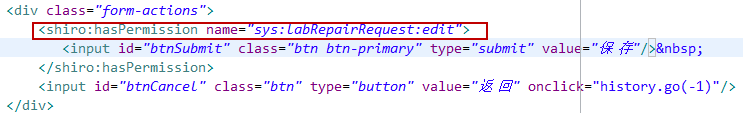 <div class="form-actions">
<shiro:hasPermission name="sys:labRepairRequest:edit">
<input id="btnSubmit" class="btn btn-primary" type="submit" value="保 存"/>&nbsp;
</shiro:hasPermission>
<input id="btnCancel" class="btn" type="button" value="返 回" onclick="history.go(-1)"/>
</div>